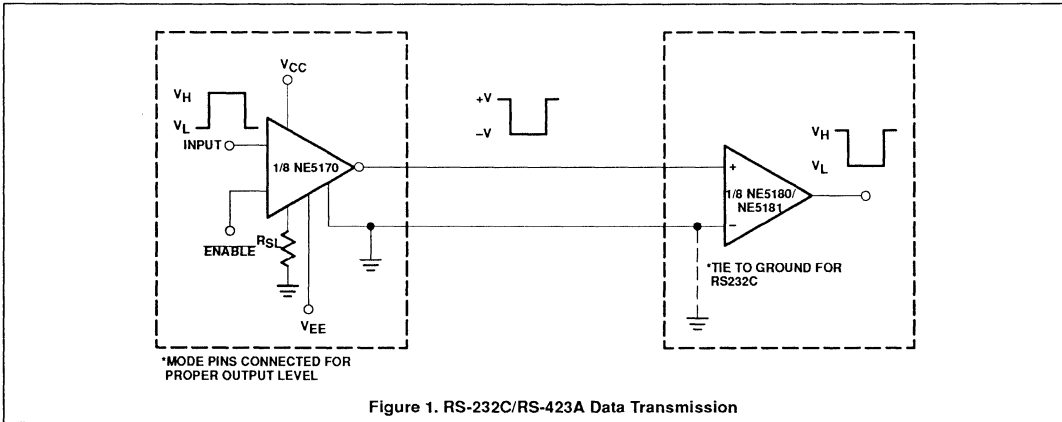 VCC
VH
VL
INPUT
1/8 NE5170
ENABLE
RSL
VEE
*MODE PINS CONNECTED FOR
PROPER OUTPUT LEVEL
+V
–V
+
1/8 NE5180/
NE5181
–
VH
VL
*TIE TO GROUND FOR
RS232C
Figure 1. RS-232C/RS-423A Data Transmission